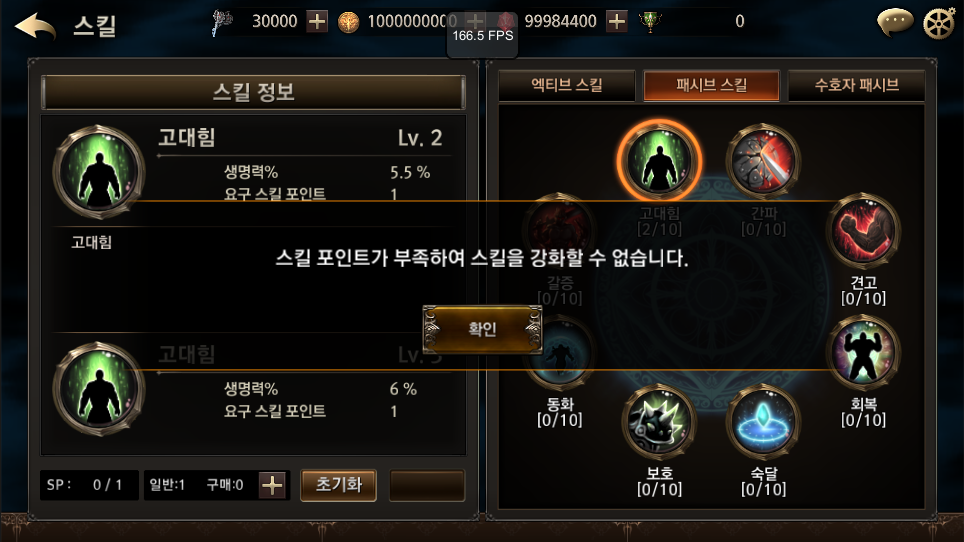 스킬
30000
1000000000
99984400
0
166.5 FPS
스킬 정보
고대힘 Lv. 2
생명력% 5.5 %
요구 스킬 포인트 1
고대힘
스킬 포인트가 부족하여 스킬을 강화할 수 없습니다.
확인
고대힘 Lv. 3
생명력% 6 %
요구 스킬 포인트 1
SP : 0 / 1
일반:1 구매:0
초기화
엑티브 스킬
패시브 스킬
수호자 패시브
고대힘
[2/10]
간파
[0/10]
갈증
[0/10]
견고
[0/10]
동화
[0/10]
회복
[0/10]
보호
[0/10]
숙달
[0/10]